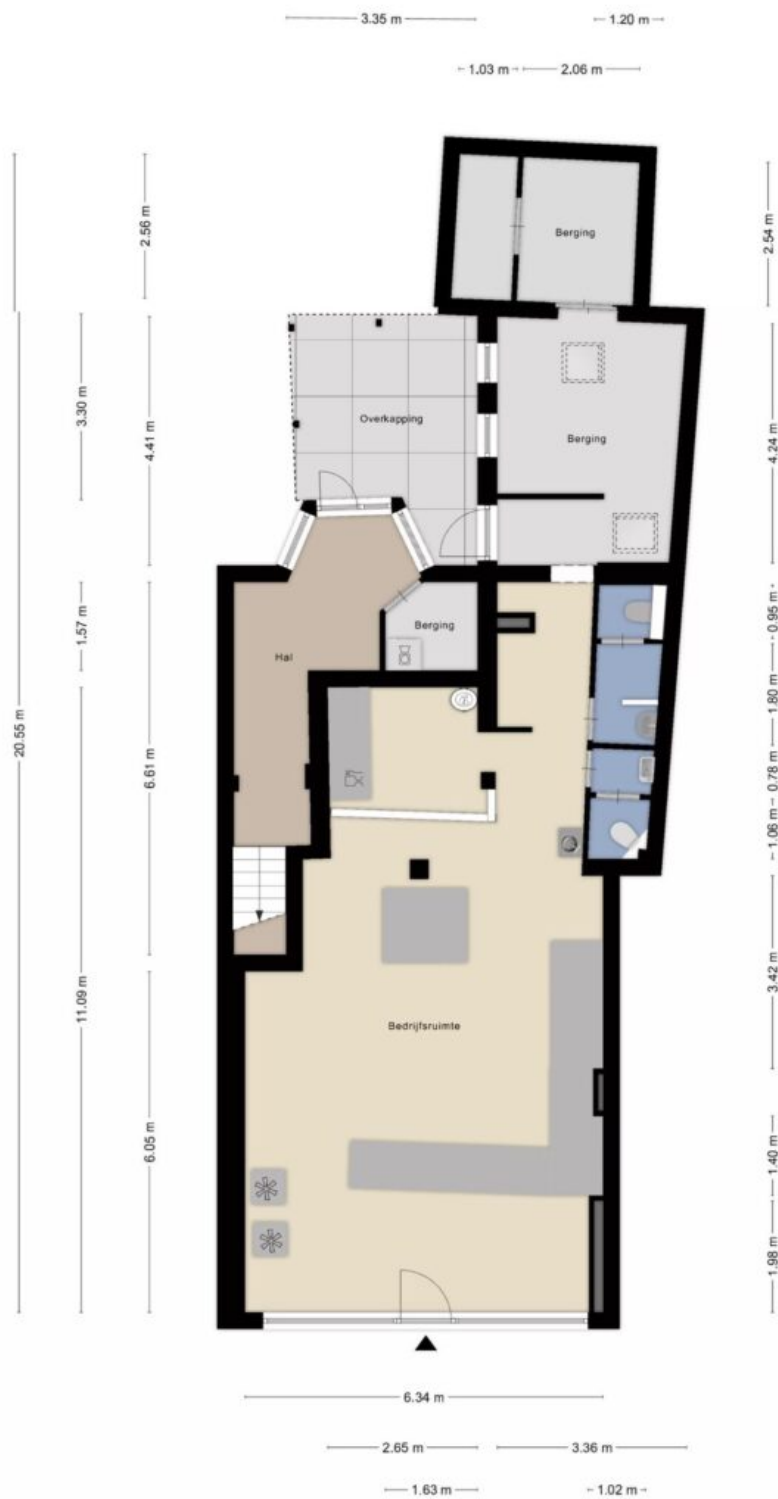 3.35 m
1.20 m
1.03 m
2.06 m
2.56 m
2.54 m
Berging
3.30 m
4.41 m
Overkapping
Berging
4.24 m
20.55 m
1.57 m
Hal
Berging
0.95 m
1.80 m
6.61 m
0.78 m
1.06 m
11.09 m
Bedrijfsruimte
3.42 m
6.05 m
1.40 m
1.98 m
6.34 m
2.65 m
3.36 m
1.63 m
1.02 m